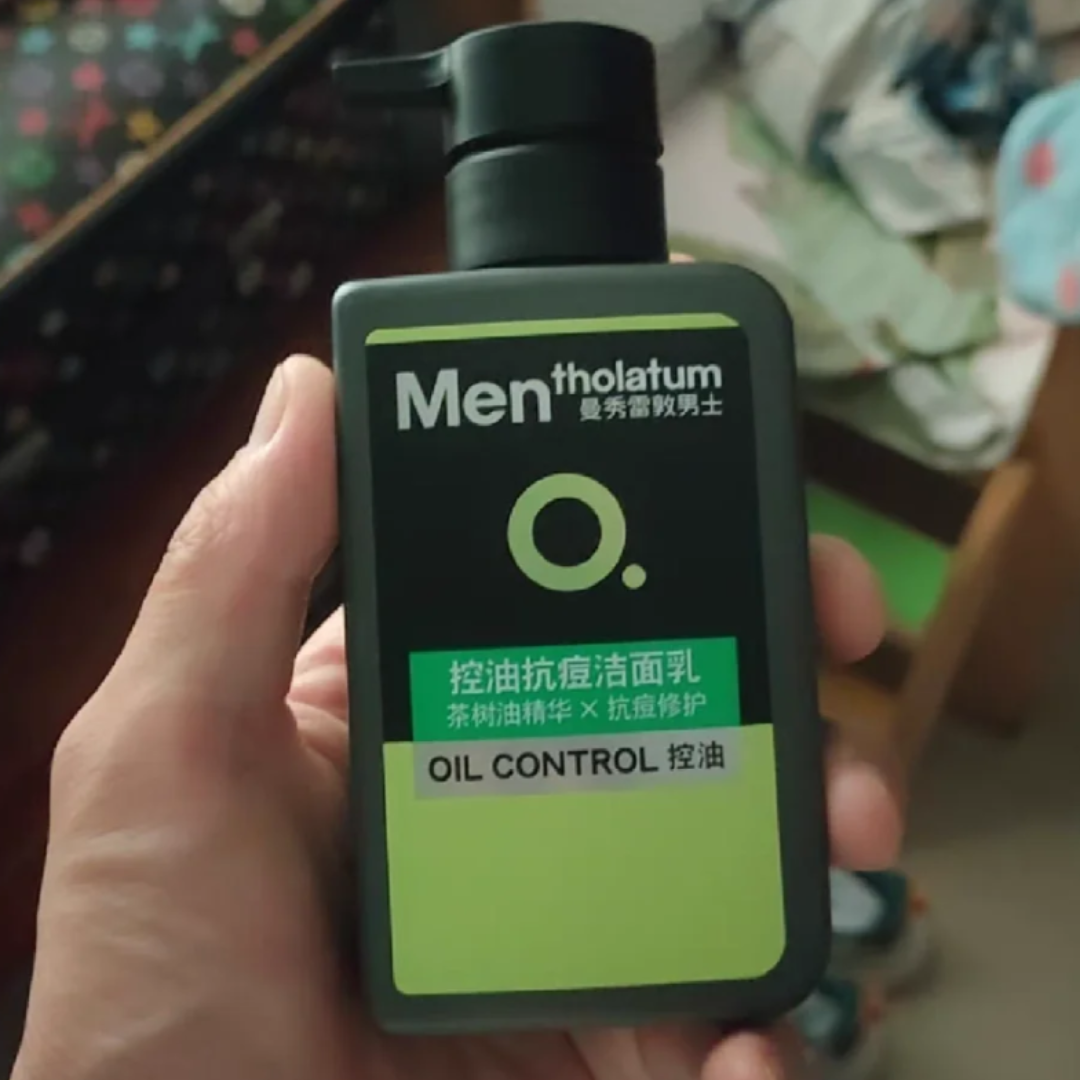 Mentholatum
曼秀雷敦男士
控油抗痘洁面乳
茶树油精华 × 抗痘修护
OIL CONTROL 控油